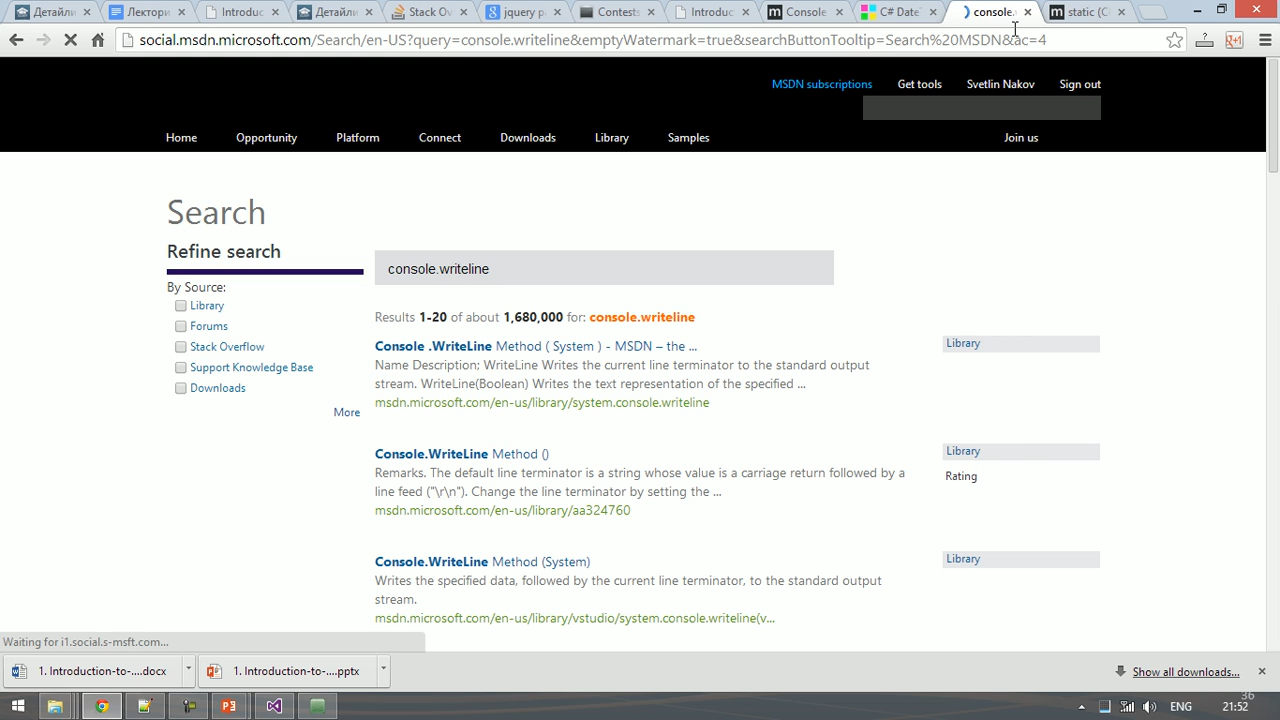 Детайли
Лектори
Introduc
Детайли
Stack Ov
jquery p
Contests
Introduc
Console
C# Date
console.
static (C
social.msdn.microsoft.com/Search/en-US?query=console.writeline&emptyWatermark=true&searchButtonTooltip=Search%20MSDN&ac=4
MSDN subscriptions Get tools Svetlin Nakov Sign out
Home Opportunity Platform Connect Downloads Library Samples Join us
Search
Refine search
By Source:
Library
Forums
Stack Overflow
Support Knowledge Base
Downloads
More
console.writeline
Results 1-20 of about 1,680,000 for: console.writeline
Console .WriteLine Method ( System ) - MSDN – the ...
Name Description; WriteLine Writes the current line terminator to the standard output
stream. WriteLine(Boolean) Writes the text representation of the specified ...
msdn.microsoft.com/en-us/library/system.console.writeline
Library
Console.WriteLine Method ()
Remarks. The default line terminator is a string whose value is a carriage return followed by a
line feed ("\r\n"). Change the line terminator by setting the ...
msdn.microsoft.com/en-us/library/aa324760
Library
Rating
Console.WriteLine Method (System)
Writes the specified data, followed by the current line terminator, to the standard output
stream.
msdn.microsoft.com/en-us/library/vstudio/system.console.writeline(v...
Library
Waiting for i1.social.s-msft.com...
1. Introduction-to-....docx
1. Introduction-to-....pptx
Show all downloads...
36
ENG
21:52